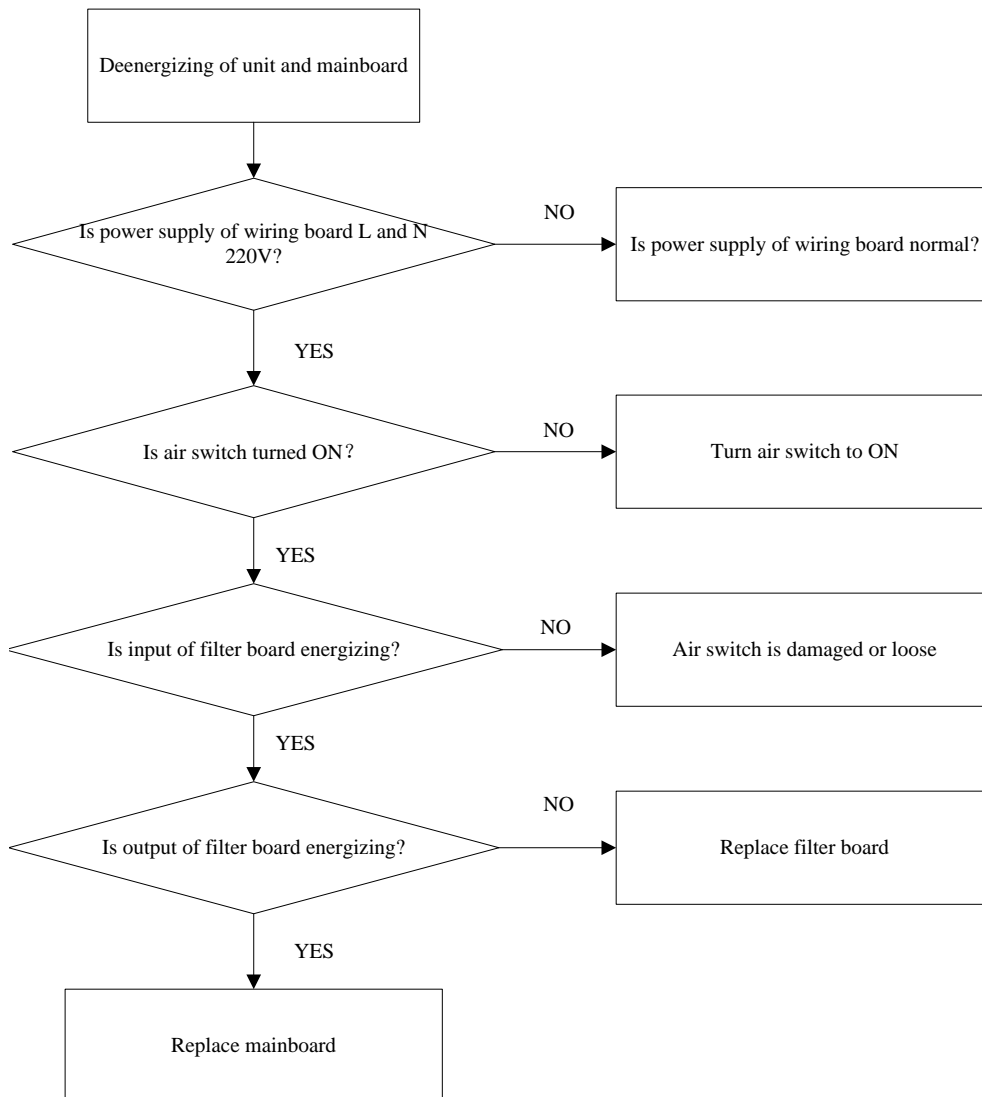 Deenergizing of unit and mainboard
Is power supply of wiring board L and N
220V?
NO
Is power supply of wiring board normal?
YES
Is air switch turned ON?
NO
Turn air switch to ON
YES
Is input of filter board energizing?
NO
Air switch is damaged or loose
YES
Is output of filter board energizing?
NO
Replace filter board
YES
Replace mainboard